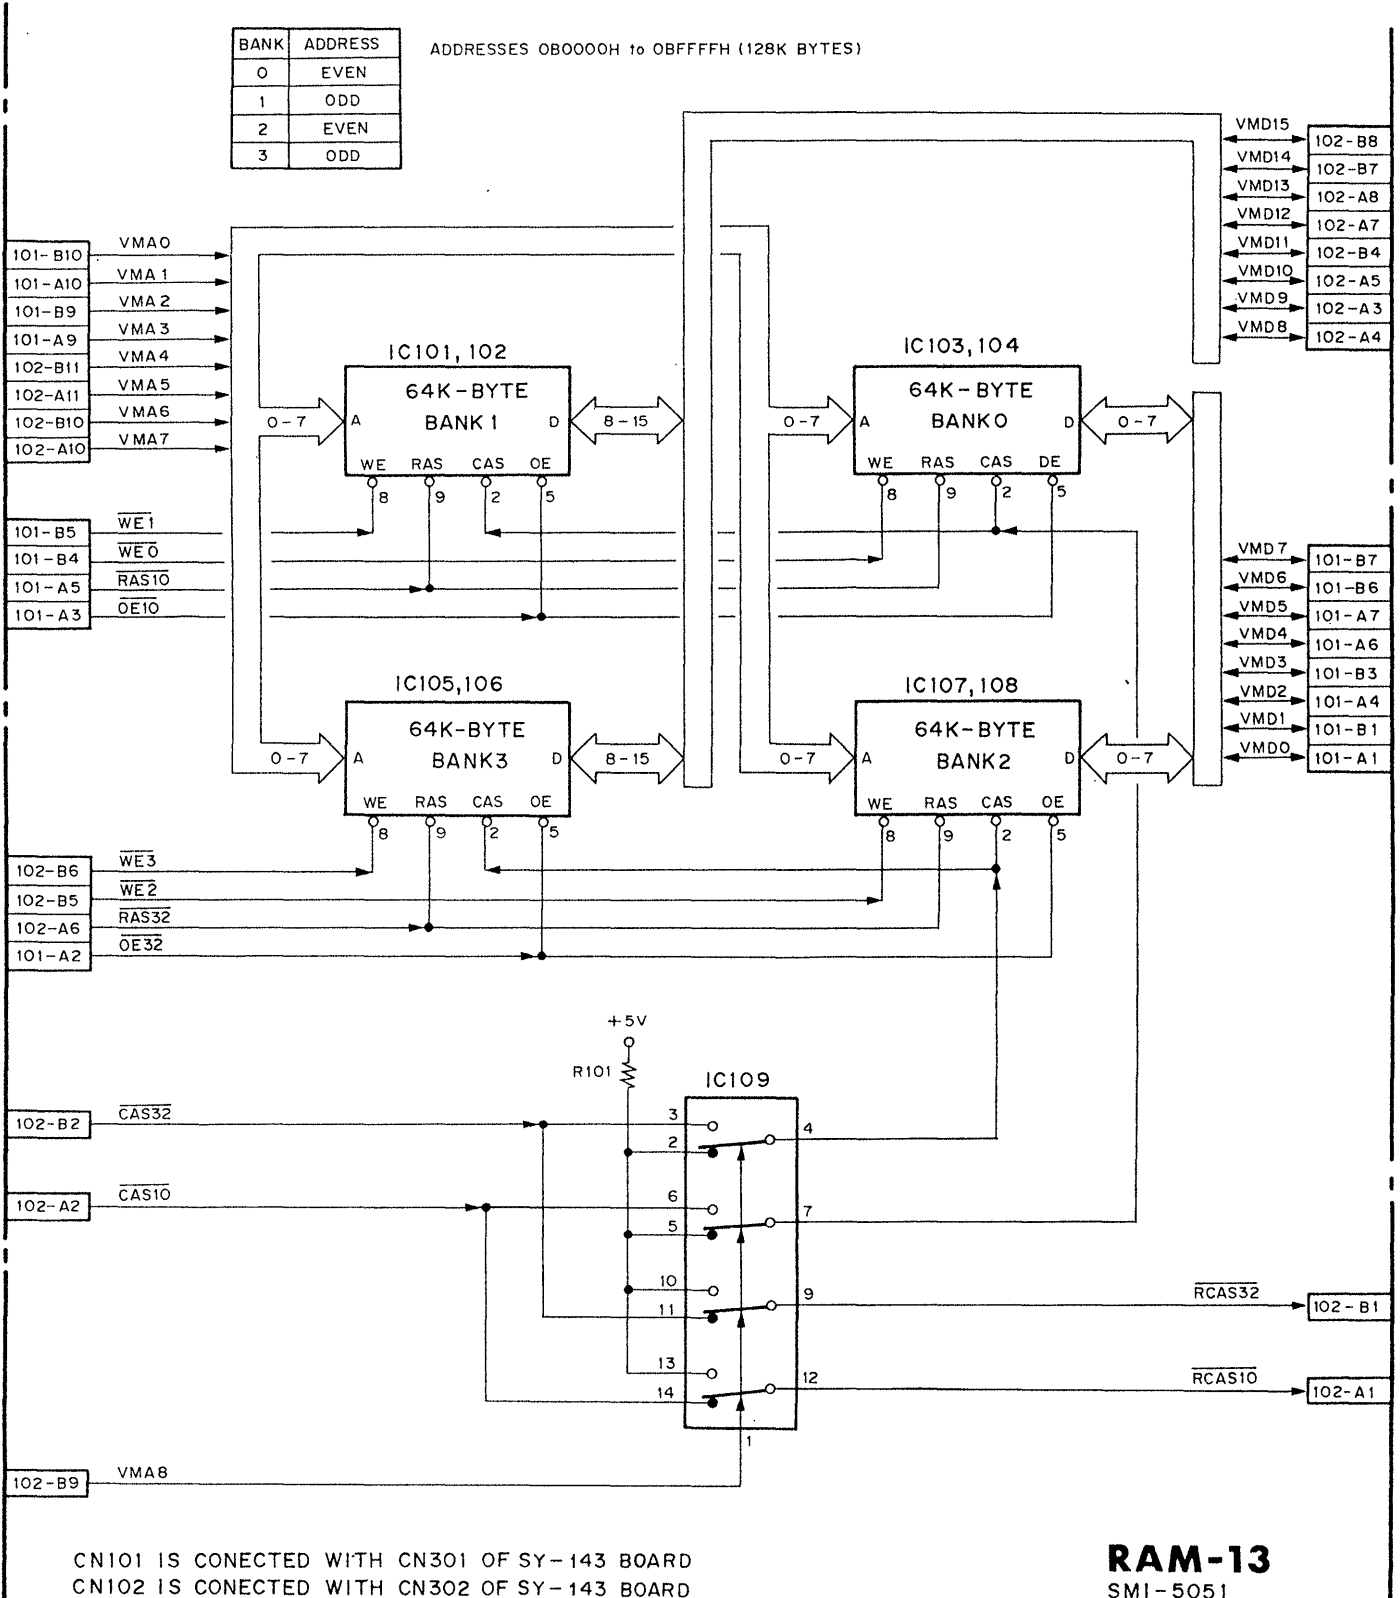 BANK ADDRESS
0 EVEN
1 ODD
2 EVEN
3 ODD
ADDRESSES 0B0000H to 0BFFFFH (128K BYTES)
101-B10 VMA0
101-A10 VMA1
101-B9 VMA2
101-A9 VMA3
102-B11 VMA4
102-A11 VMA5
102-B10 VMA6
102-A10 VMA7
VMD15 102-B8
VMD14 102-B7
VMD13 102-A8
VMD12 102-A7
VMD11 102-B4
VMD10 102-A5
VMD9 102-A3
VMD8 102-A4
IC101,102
64K-BYTE
BANK1
0-7 A D 8-15
WE RAS CAS OE
8 9 2 5
IC103,104
64K-BYTE
BANK0
0-7 A D 0-7
WE RAS CAS DE
8 9 2 5
101-B5 WE1
101-B4 WE0
101-A5 RAS10
101-A3 OE10
VMD7 101-B7
VMD6 101-B6
VMD5 101-A7
VMD4 101-A6
VMD3 101-B3
VMD2 101-A4
VMD1 101-B1
VMD0 101-A1
IC105,106
64K-BYTE
BANK3
0-7 A D 8-15
WE RAS CAS OE
8 9 2 5
IC107,108
64K-BYTE
BANK2
0-7 A D 0-7
WE RAS CAS OE
8 9 2 5
102-B6 WE3
102-B5 WE2
102-A6 RAS32
101-A2 OE32
+5V
R101
IC109
102-B2 CAS32
3 4
2
102-A2 CAS10
6 7
5
10 9
11
RCAS32 102-B1
13 12
14
RCAS10 102-A1
1
102-B9 VMA8
CN101 IS CONECTED WITH CN301 OF SY-143 BOARD
CN102 IS CONECTED WITH CN302 OF SY-143 BOARD
RAM-13
SMI-5051